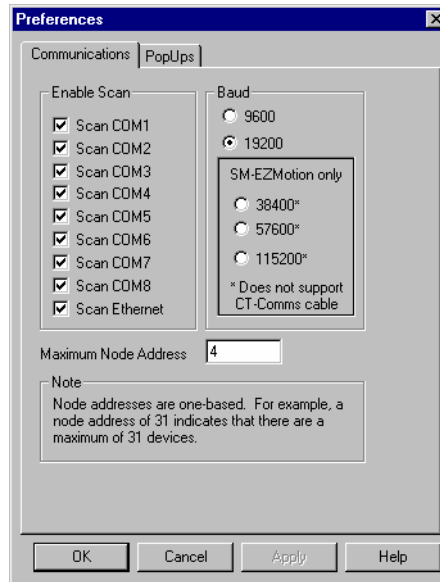 Preferences
Communications
PopUps
Enable Scan
Scan COM1
Scan COM2
Scan COM3
Scan COM4
Scan COM5
Scan COM6
Scan COM7
Scan COM8
Scan Ethernet
Baud
9600
19200
SM-EZMotion only
38400*
57600*
115200*
* Does not support
CT-Comms cable
Maximum Node Address
4
Note
Node addresses are one-based. For example, a
node address of 31 indicates that there are a
maximum of 31 devices.
OK
Cancel
Apply
Help